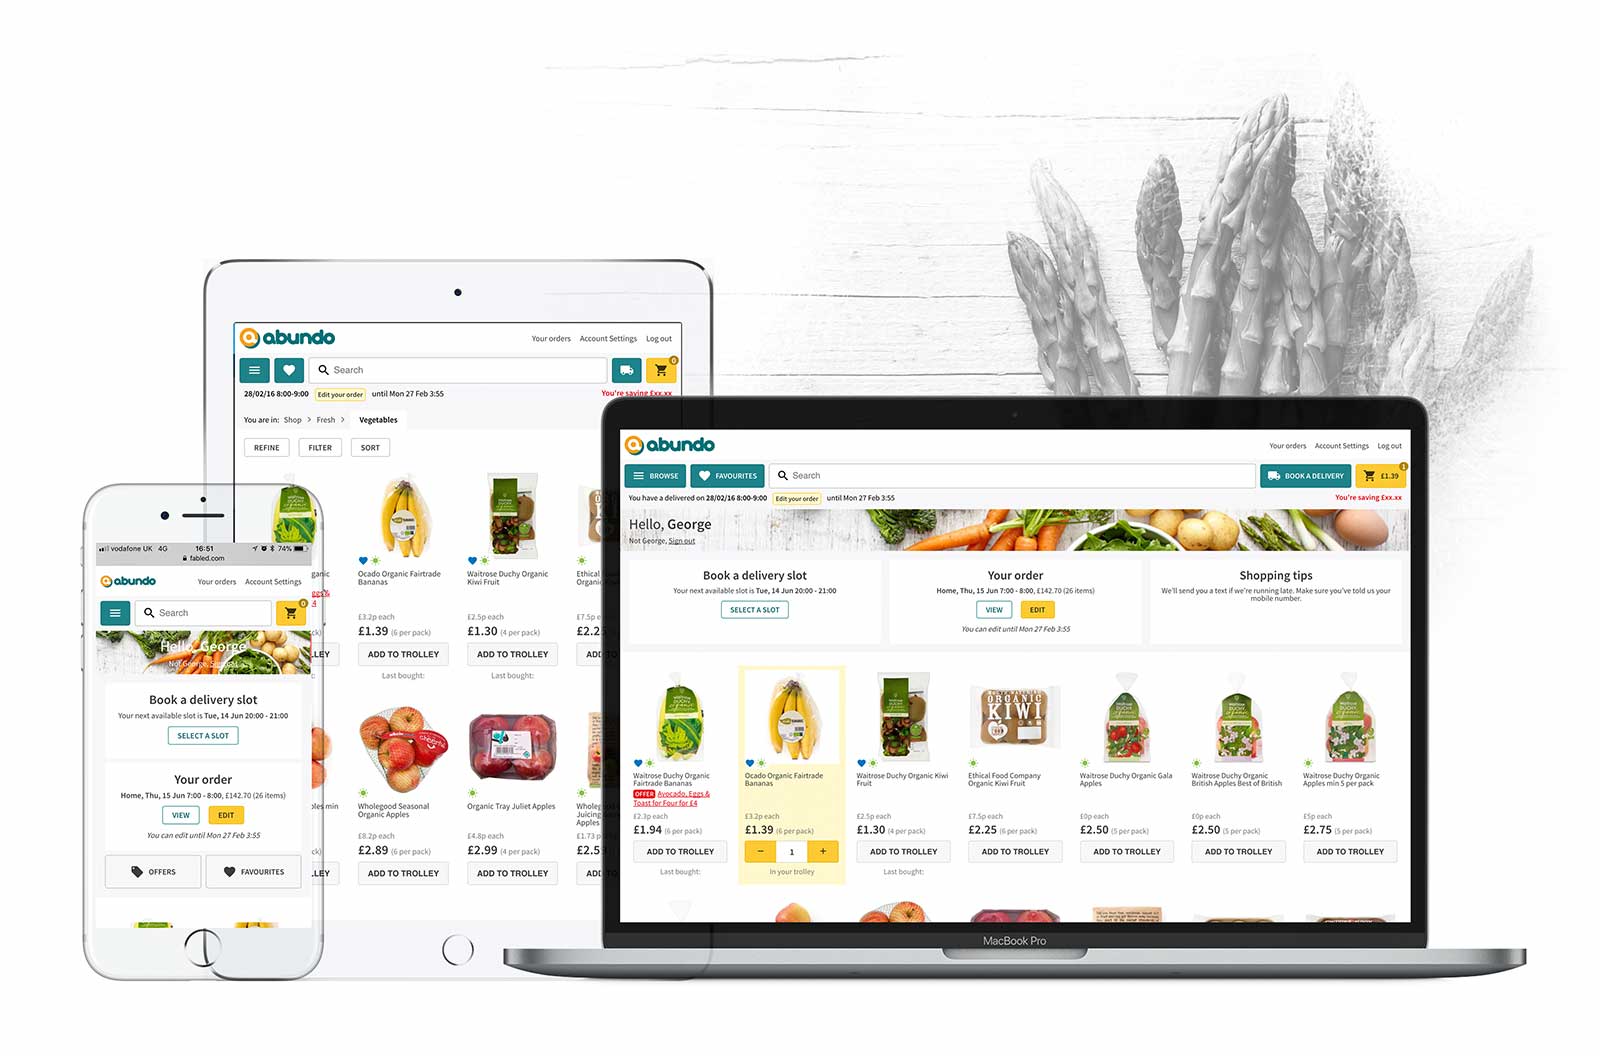 abundo
Your orders Account Settings Log out
Search
0
28/02/16 8:00-9:00 Edit your order until Mon 27 Feb 3:55
You're saving £xx.xx
You are in: Shop > Fresh > Vegetables
REFINE FILTER SORT
Ocado Organic Fairtrade
Bananas
£3.2p each
£1.39 (6 per pack)
ADD TO TROLLEY
Last bought:
Waitrose Duchy Organic
Kiwi Fruit
£2.5p each
£1.30 (4 per pack)
ADD TO TROLLEY
Last bought:
Ethical
Organic
£7.5p e
Wholegood Seasonal
Organic Apples
£8.2p each
£2.89 (6 per pack)
ADD TO TROLLEY
Organic Tray Juliet Apples
£4.8p each
£2.99 (4 per pack)
ADD TO TROLLEY
Juicing
Apples
£1.73 p
vodafone UK 4G 16:51 74%
fabled.com
abundo
Your orders Account Settings
Search
0
Hello, George
Not George, Sign out
Book a delivery slot
Your next available slot is Tue, 14 Jun 20:00 - 21:00
SELECT A SLOT
Your order
Home, Thu, 15 Jun 7:00 - 8:00, £142.70 (26 items)
VIEW EDIT
You can edit until Mon 27 Feb 3:55
OFFERS FAVOURITES
abundo
Your orders Account Settings Log out
BROWSE FAVOURITES Search BOOK A DELIVERY £1.39
1
You have a delivered on 28/02/16 8:00-9:00 Edit your order until Mon 27 Feb 3:55
You're saving £xx.xx
Hello, George
Not George, Sign out
Book a delivery slot
Your next available slot is Tue, 14 Jun 20:00 - 21:00
SELECT A SLOT
Your order
Home, Thu, 15 Jun 7:00 - 8:00, £142.70 (26 items)
VIEW EDIT
You can edit until Mon 27 Feb 3:55
Shopping tips
We'll send you a text if we're running late. Make sure you've told us your
mobile number.
Waitrose Duchy Organic
Fairtrade Bananas
OFFER Avocado, Eggs &
Toast for Four for £4
£2.3p each
£1.94 (6 per pack)
ADD TO TROLLEY
Last bought:
Ocado Organic Fairtrade
Bananas
£3.2p each
£1.39 (6 per pack)
− 1 +
In your trolley
Waitrose Duchy Organic Kiwi
Fruit
£2.5p each
£1.30 (4 per pack)
ADD TO TROLLEY
Last bought:
ORGANIC
KIWI
Ethical Food Company
Organic Kiwi Fruit
£7.5p each
£2.25 (6 per pack)
ADD TO TROLLEY
Waitrose Duchy Organic Gala
Apples
£0p each
£2.50 (5 per pack)
ADD TO TROLLEY
Waitrose Duchy Organic
British Apples Best of British
£0p each
£2.50 (5 per pack)
ADD TO TROLLEY
Waitrose Duchy Organic
Apples min 5 per pack
£5p each
£2.75 (5 per pack)
ADD TO TROLLEY
MacBook Pro